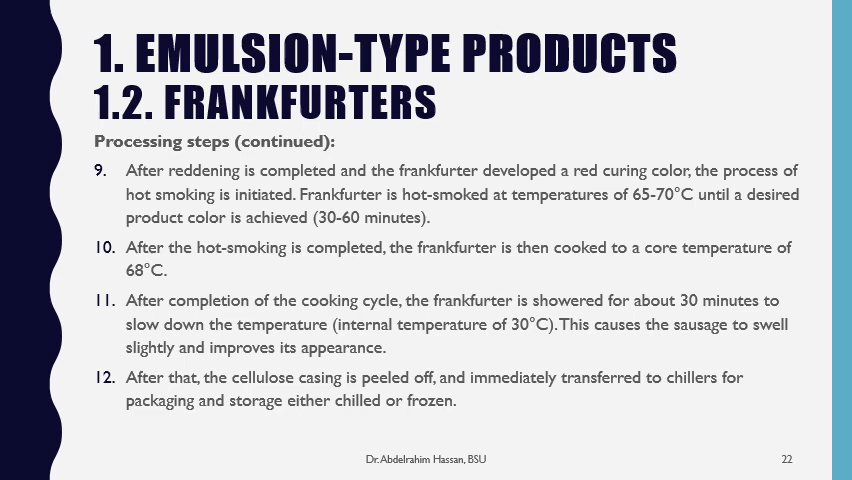 1. EMULSION-TYPE PRODUCTS
1.2. FRANKFURTERS
Processing steps (continued):
9. After reddening is completed and the frankfurter developed a red curing color, the process of
hot smoking is initiated. Frankfurter is hot-smoked at temperatures of 65-70°C until a desired
product color is achieved (30-60 minutes).
10. After the hot-smoking is completed, the frankfurter is then cooked to a core temperature of
68°C.
11. After completion of the cooking cycle, the frankfurter is showered for about 30 minutes to
slow down the temperature (internal temperature of 30°C). This causes the sausage to swell
slightly and improves its appearance.
12. After that, the cellulose casing is peeled off, and immediately transferred to chillers for
packaging and storage either chilled or frozen.
Dr. Abdelrahim Hassan, BSU 22